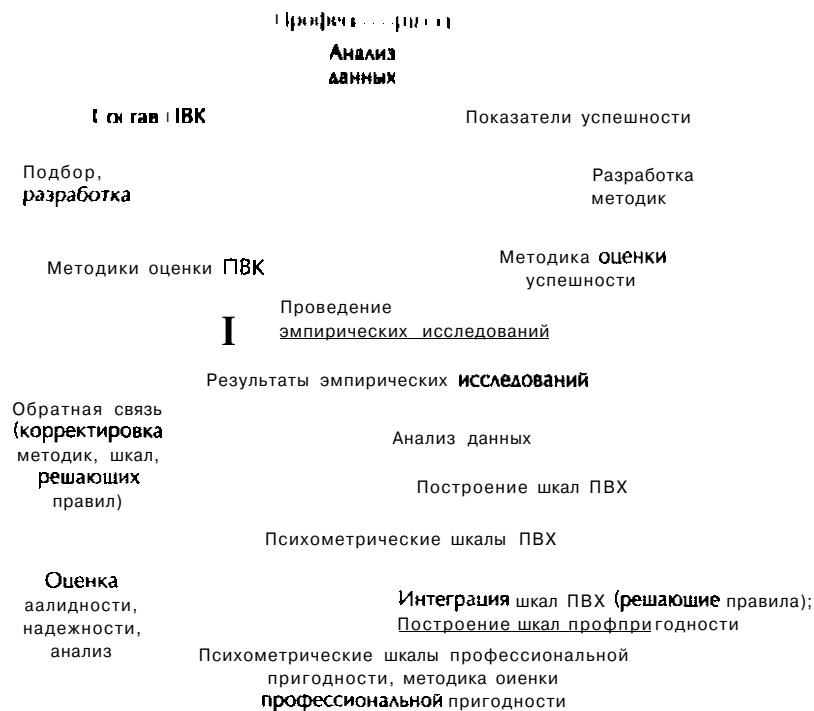 Анализ
данных
ПВК
Показатели успешности
Подбор,
разработка
Разработка
методик
Методики оценки ПВК
Методика оценки
успешности
I
Проведение
эмпирических исследований
Результаты эмпирических исследований
Обратная связь
(корректировка
методик, шкал,
решающих
правил)
Анализ данных
Построение шкал ПВХ
Психометрические шкалы ПВХ
Оценка
аалидности,
надежности,
анализ
Интеграция шкал ПВХ (решающие правила);
Построение шкал профпригодности
Психометрические шкалы профессиональной
пригодности, методика оиенки
профессиональной пригодности